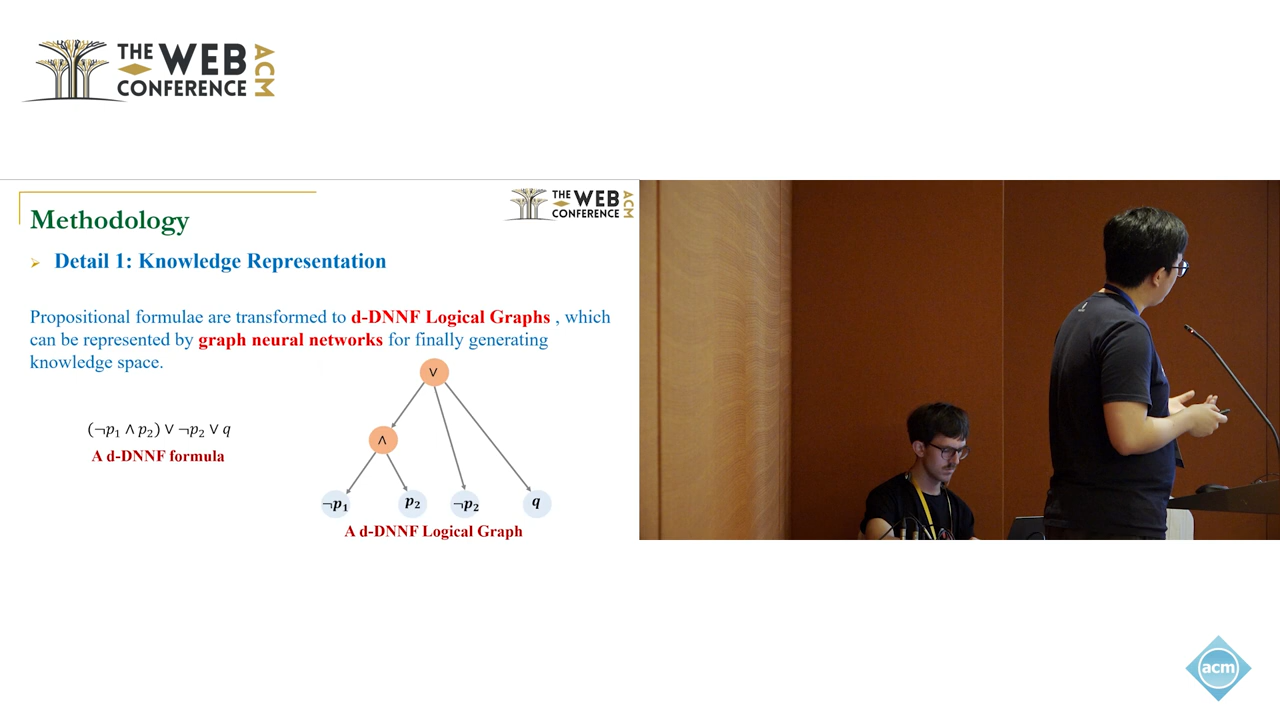 THE WEB CONFERENCE ACM
Methodology
THE WEB CONFERENCE ACM
Detail 1: Knowledge Representation
Propositional formulae are transformed to d-DNNF Logical Graphs , which
can be represented by graph neural networks for finally generating
knowledge space.
(¬p₁ ∧ p₂) ∨ ¬p₂ ∨ q
A d-DNNF formula
∨
∧
¬p₁ p₂ ¬p₂ q
A d-DNNF Logical Graph
acm